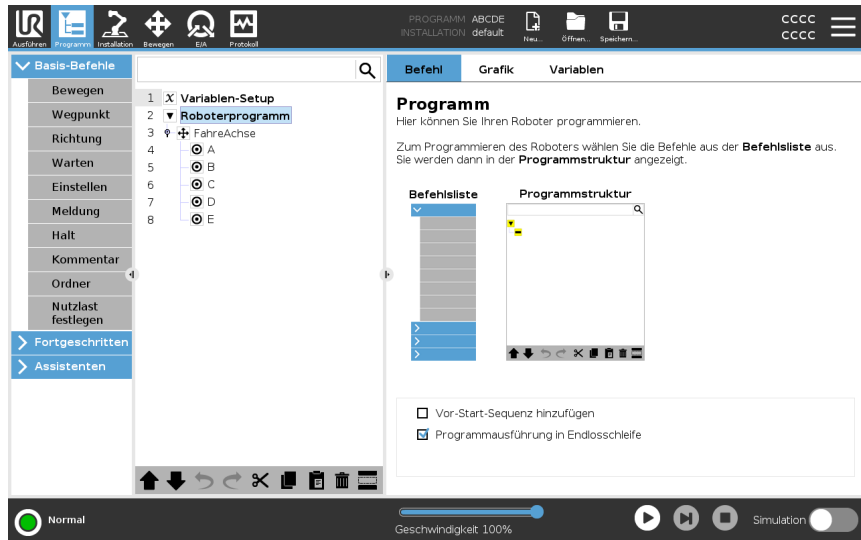 UR
Ausführen
Programm
Installation
Bewegen
E/A
Protokoll
PROGRAMM ABCDE
INSTALLATION default
Neu...
Öffnen...
Speichern...
cccc
cccc
Basis-Befehle
Bewegen
Wegpunkt
Richtung
Warten
Einstellen
Meldung
Halt
Kommentar
Ordner
Nutzlast
festlegen
Fortgeschritten
Assistenten
1 X Variablen-Setup
2 Roboterprogramm
3 FahreAchse
4 A
5 B
6 C
7 D
8 E
Befehl Grafik Variablen
Programm
Hier können Sie Ihren Roboter programmieren.
Zum Programmieren des Roboters wählen Sie die Befehle aus der Befehlsliste aus.
Sie werden dann in der Programmstruktur angezeigt.
Befehlsliste Programmstruktur
Vor-Start-Sequenz hinzufügen
Programmausführung in Endlosschleife
Normal
Geschwindigkeit 100%
Simulation